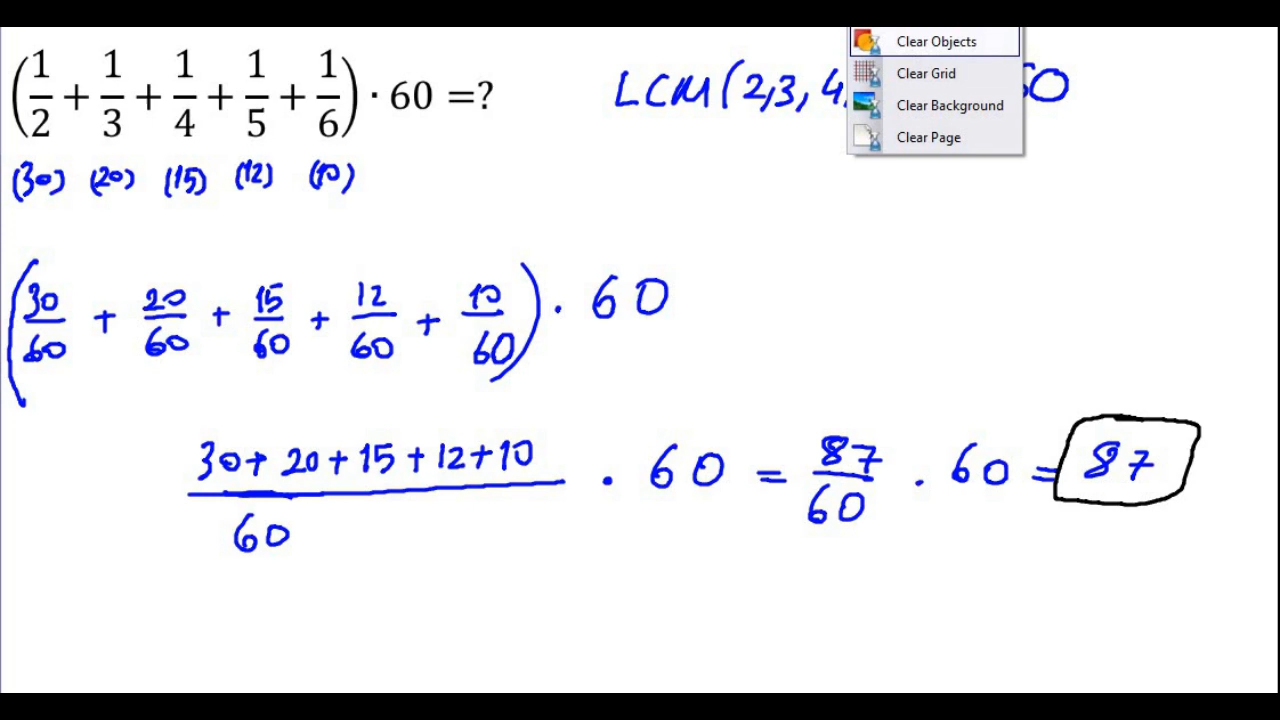 (1/2 + 1/3 + 1/4 + 1/5 + 1/6) · 60 =?
LCM(2,3,4, 60
Clear Objects
Clear Grid
Clear Background
Clear Page
(30) (20) (15) (12) (10)
(30/60 + 20/60 + 15/60 + 12/60 + 10/60) · 60
30+20+15+12+10/60 · 60 = 87/60 · 60 = 87